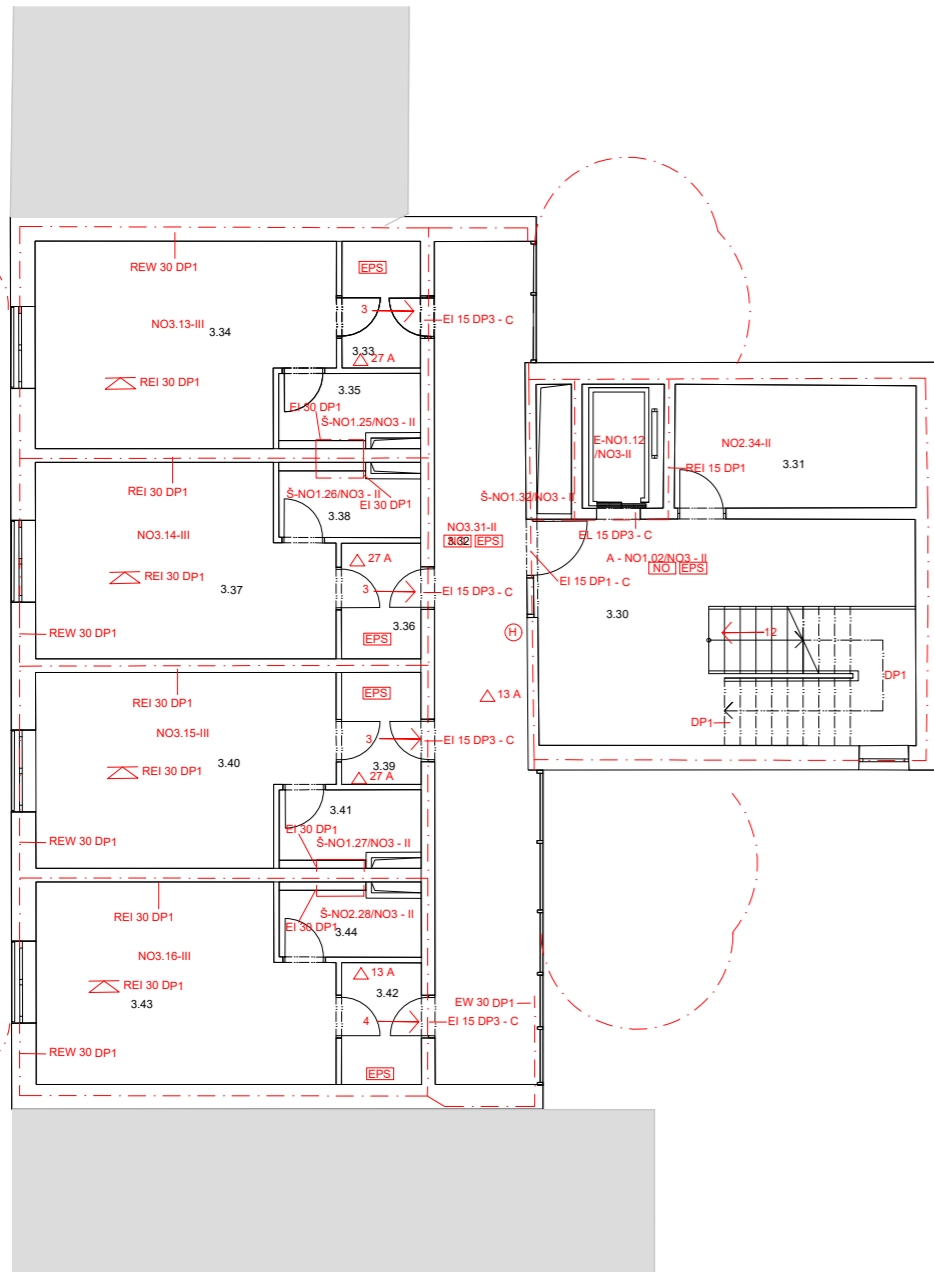 REW 30 DP1
EPS
3
EI 15 DP3 - C
NO3.13-III
3.34
3.33
27 A
REI 30 DP1
3.35
EI 30 DP1
Š-NO1.25/NO3 - II
E-NO1.12
/NO3-II
NO2.34-II
3.31
REI 15 DP1
REI 30 DP1
Š-NO1.26/NO3 - II
EI 30 DP1
3.38
Š-NO1.32/NO3 - II
NO3.31-II
3.32
EPS
EL 15 DP3 - C
NO3.14-III
27 A
A - NO1.02/NO3 - II
NO
EPS
REI 30 DP1
3.37
3
EI 15 DP3 - C
EI 15 DP1 - C
3.36
3.30
REW 30 DP1
EPS
H
12
DP1
REI 30 DP1
EPS
13 A
DP1
NO3.15-III
3
EI 15 DP3 - C
3.40
3.39
REI 30 DP1
27 A
3.41
EI 30 DP1
REW 30 DP1
Š-NO1.27/NO3 - II
REI 30 DP1
Š-NO2.28/NO3 - II
EI 30 DP1
3.44
NO3.16-III
13 A
REI 30 DP1
3.42
3.43
EW 30 DP1
4
EI 15 DP3 - C
REW 30 DP1
EPS